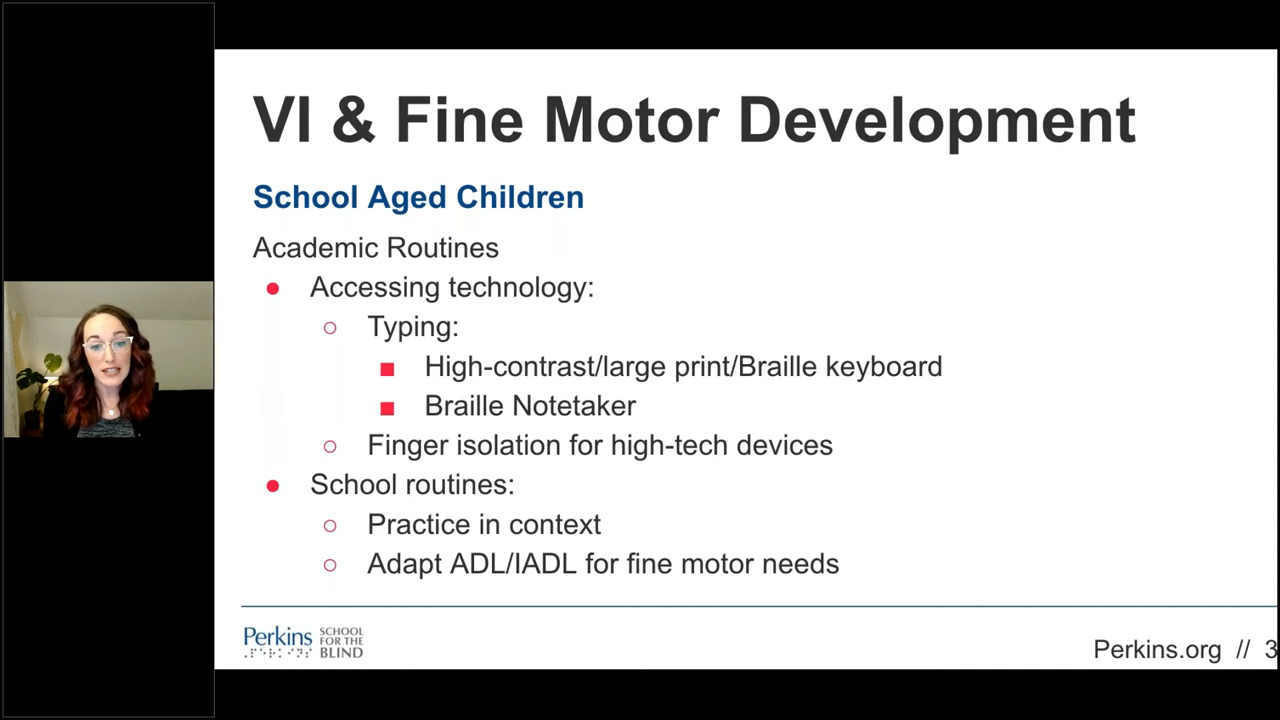 VI & Fine Motor Development
School Aged Children
Academic Routines
● Accessing technology:
○ Typing:
■ High-contrast/large print/Braille keyboard
■ Braille Notetaker
○ Finger isolation for high-tech devices
● School routines:
○ Practice in context
○ Adapt ADL/IADL for fine motor needs
Perkins SCHOOL
FOR THE
BLIND
Perkins.org // 3